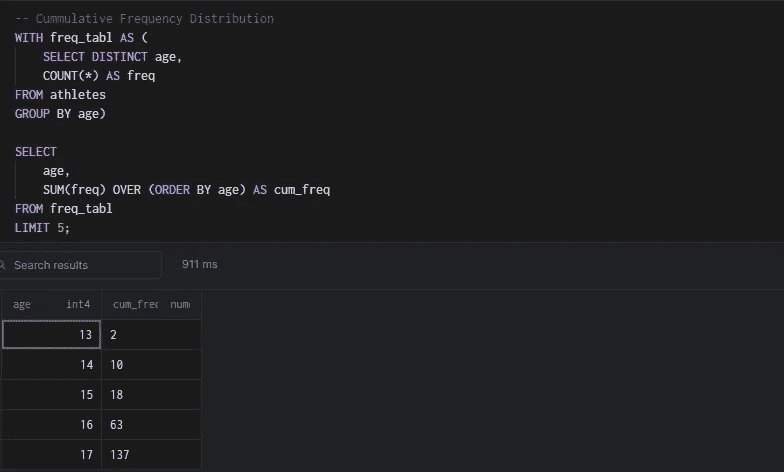 -- Cummulative Frequency Distribution
WITH freq_tabl AS (
SELECT DISTINCT age,
COUNT(*) AS freq
FROM athletes
GROUP BY age)
SELECT
age,
SUM(freq) OVER (ORDER BY age) AS cum_freq
FROM freq_tabl
LIMIT 5;
Search results 911 ms
age int4 cum_freq
13 2
14 10
15 18
16 63
17 137